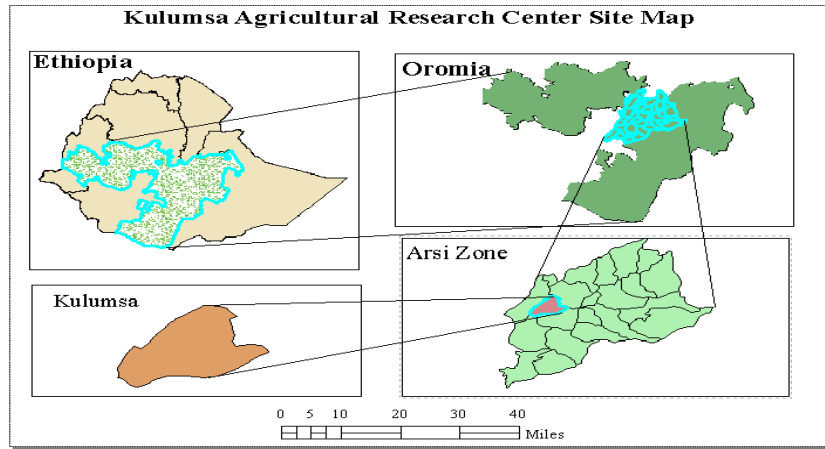 Kulumsa Agricultural Research Center Site Map
Ethiopia
Oromia
Kulumsa
Arsi Zone
0 5 10 20 30 40
Miles